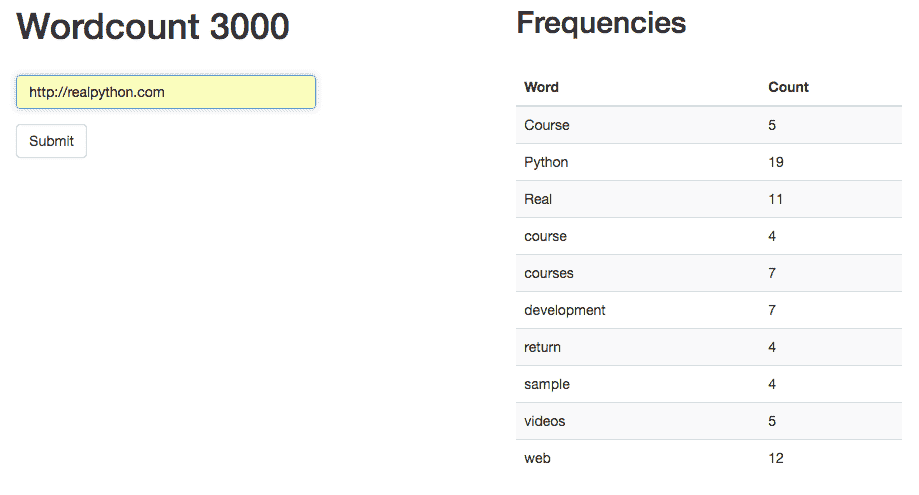 Wordcount 3000
http://realpython.com
Submit
Frequencies
Word Count
Course 5
Python 19
Real 11
course 4
courses 7
development 7
return 4
sample 4
videos 5
web 12